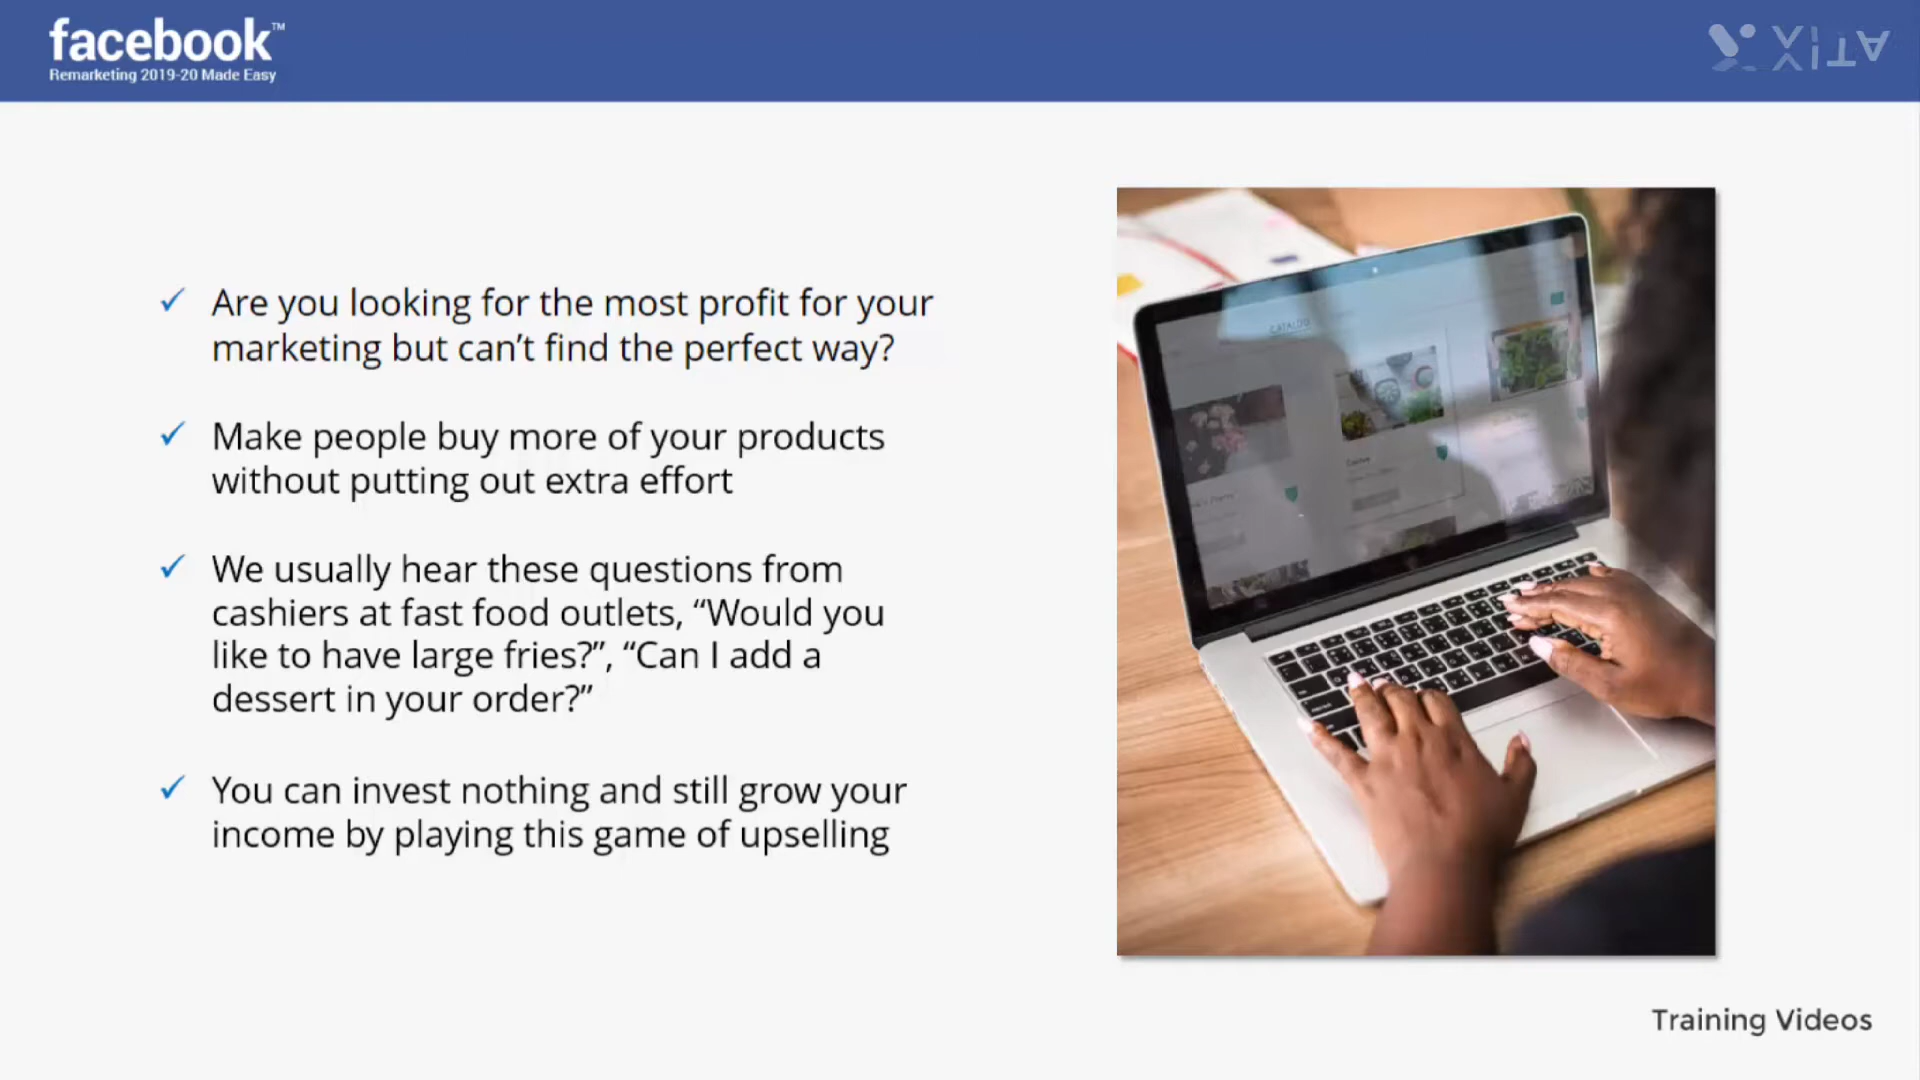 facebook™
Remarketing 2019-20 Made Easy
Are you looking for the most profit for your
marketing but can’t find the perfect way?
Make people buy more of your products
without putting out extra effort
We usually hear these questions from
cashiers at fast food outlets, “Would you
like to have large fries?”, “Can I add a
dessert in your order?”
You can invest nothing and still grow your
income by playing this game of upselling
CATALOG
Training Videos